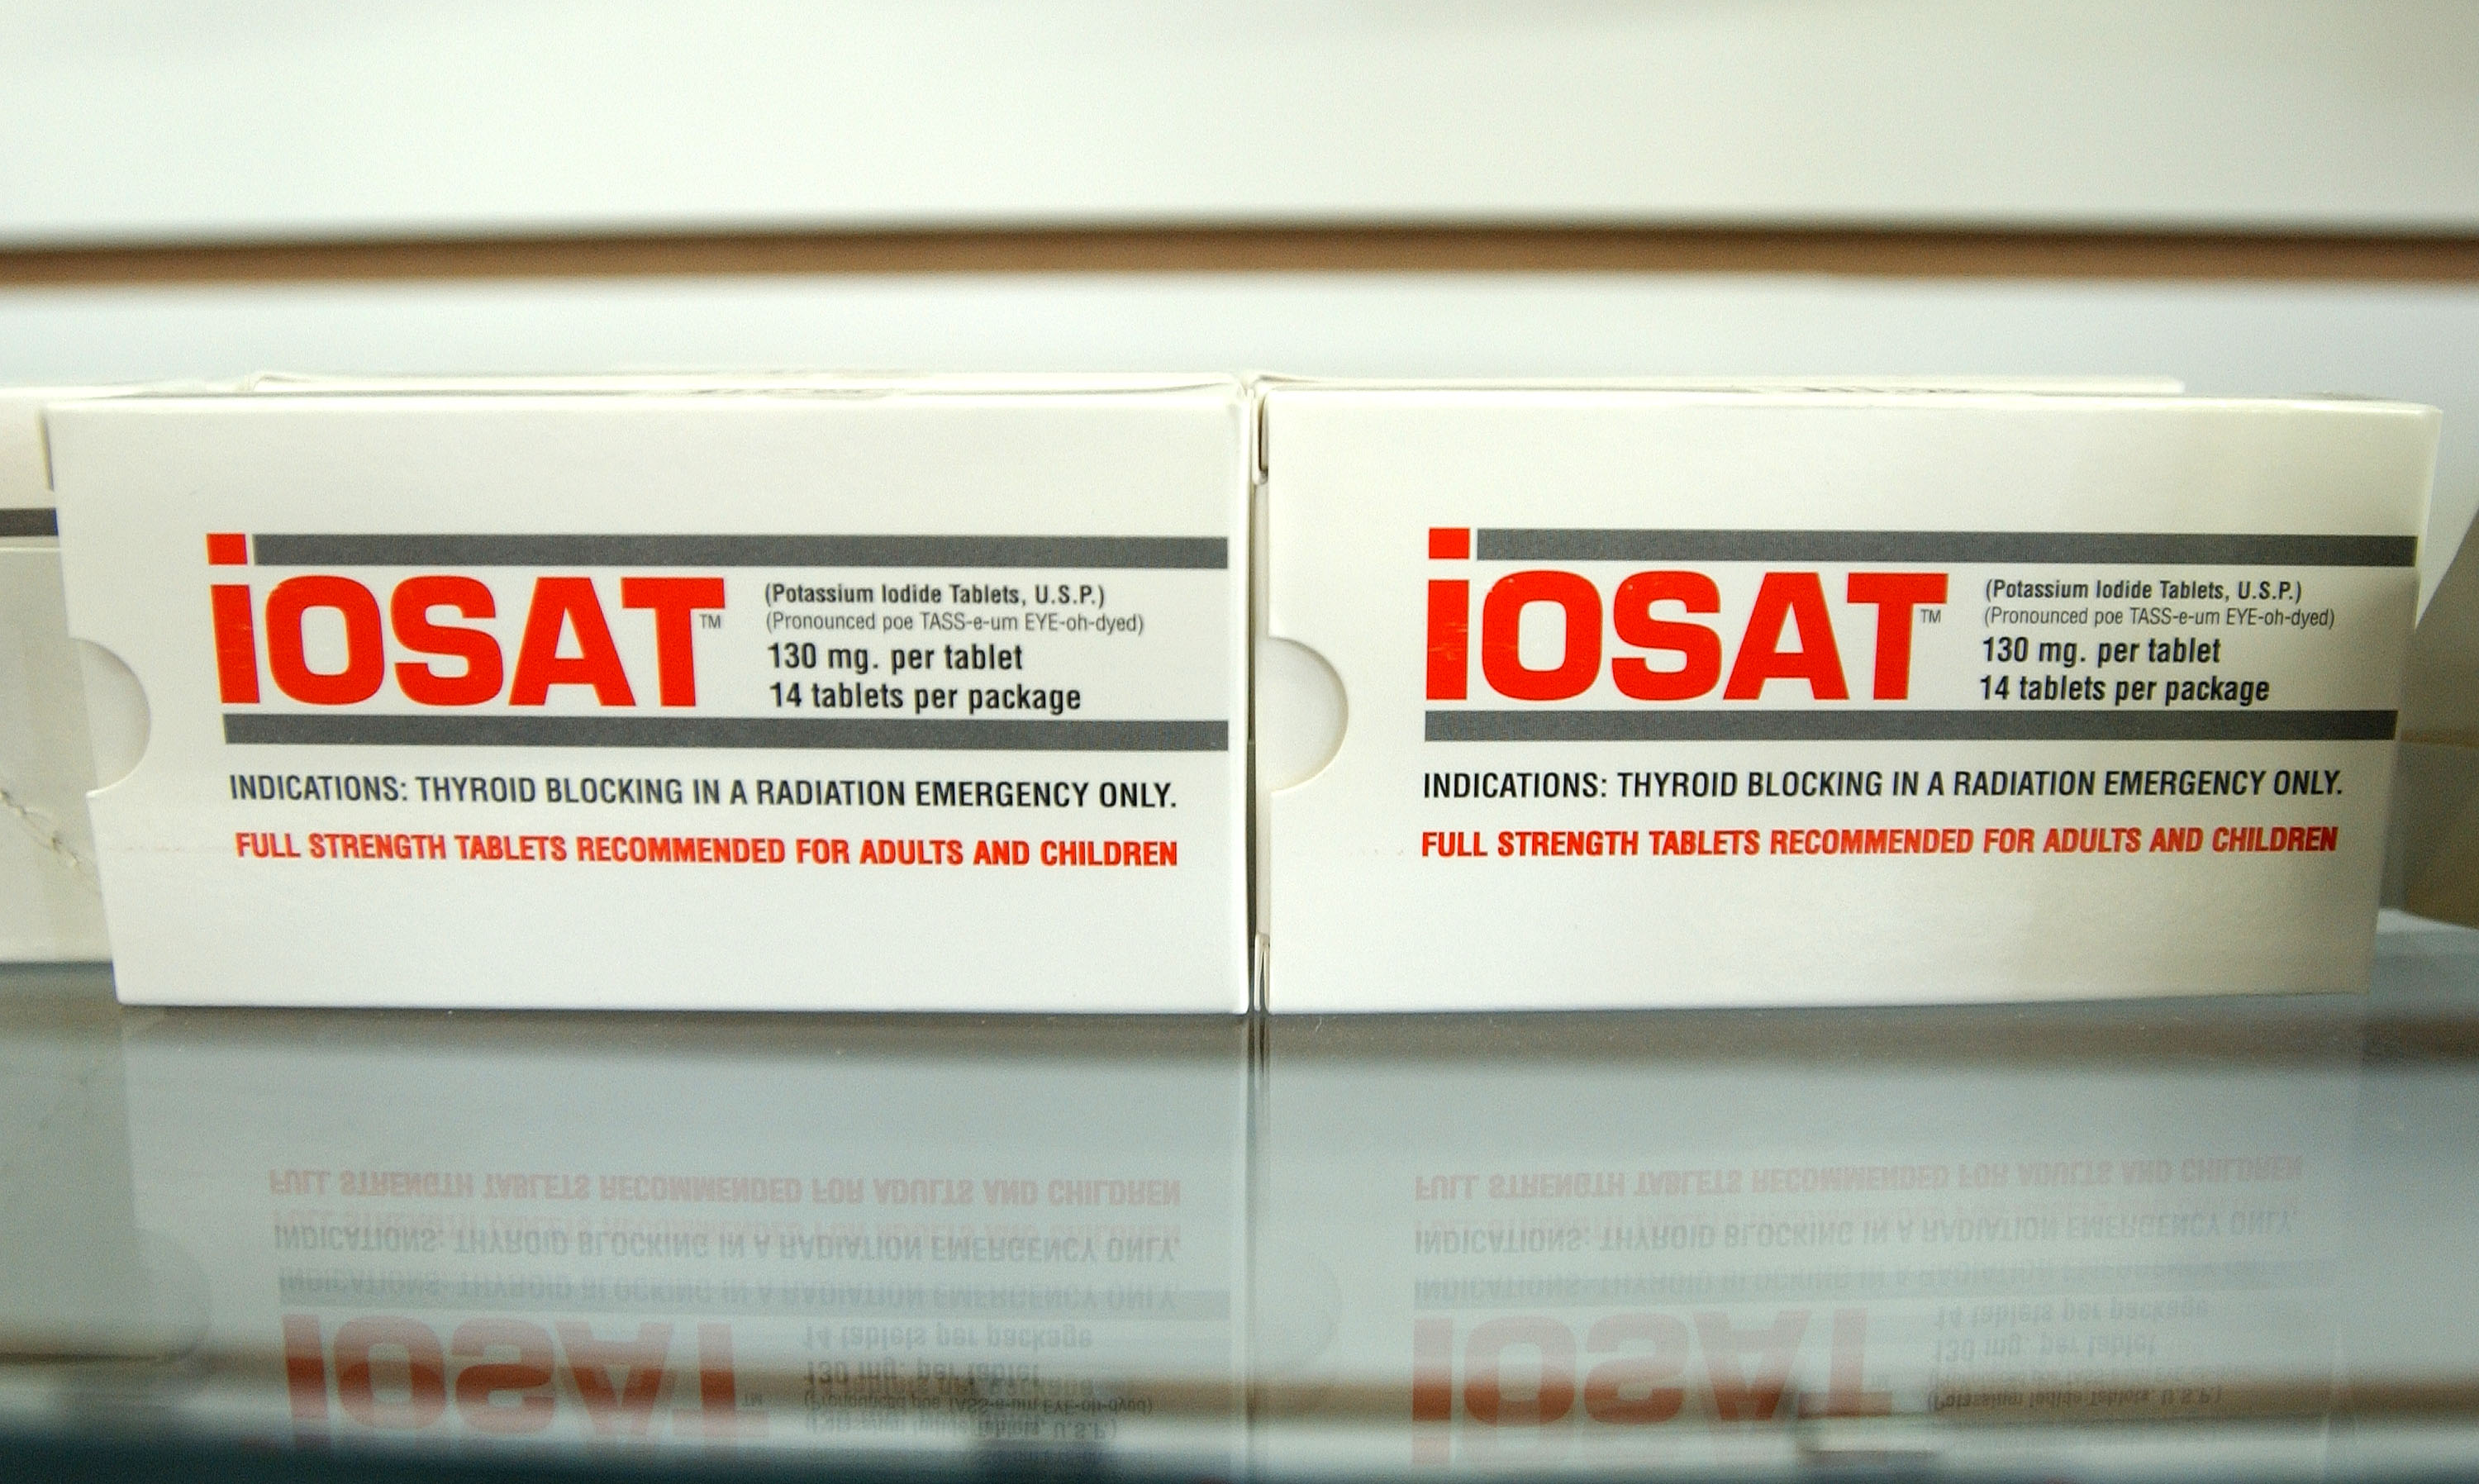 iOSAT™
(Potassium Iodide Tablets, U.S.P.)
(Pronounced poe TASS-e-um EYE-oh-dyed)
130 mg. per tablet
14 tablets per package
INDICATIONS: THYROID BLOCKING IN A RADIATION EMERGENCY ONLY.
FULL STRENGTH TABLETS RECOMMENDED FOR ADULTS AND CHILDREN
iOSAT™
(Potassium Iodide Tablets, U.S.P.)
(Pronounced poe TASS-e-um EYE-oh-dyed)
130 mg. per tablet
14 tablets per package
INDICATIONS: THYROID BLOCKING IN A RADIATION EMERGENCY ONLY.
FULL STRENGTH TABLETS RECOMMENDED FOR ADULTS AND CHILDREN